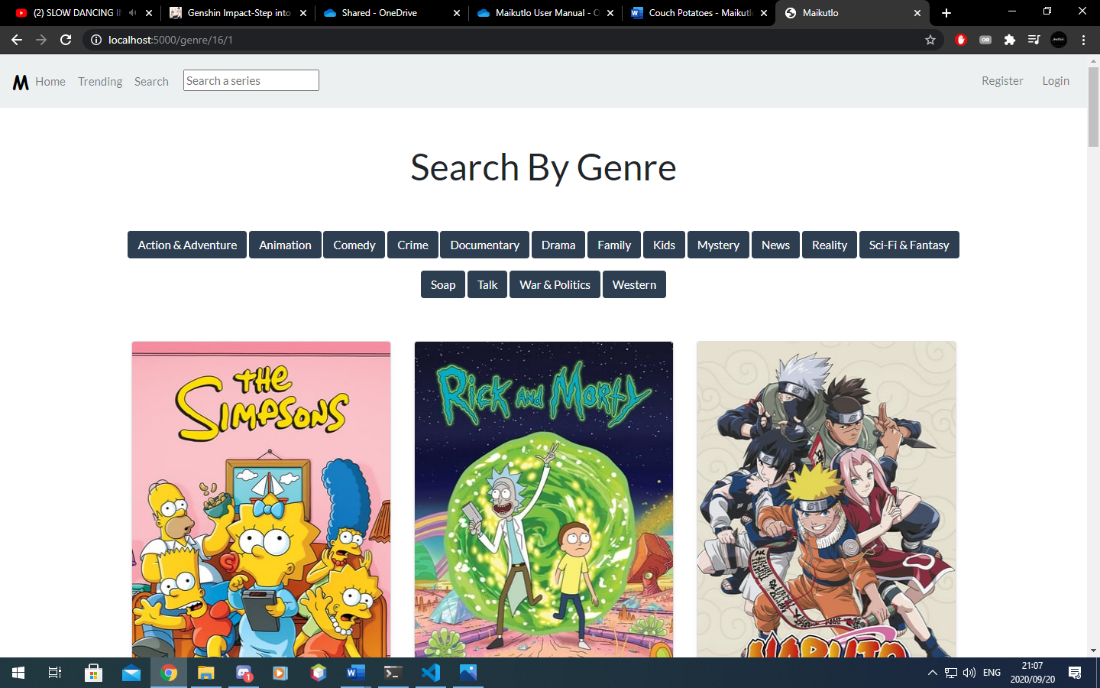 (2) SLOW DANCING I
Genshin Impact-Step into
Shared - OneDrive
Maikutlo User Manual - O
Couch Potatoes - Maikutl
Maikutlo
localhost:5000/genre/16/1
M Home Trending Search Search a series Register Login
Search By Genre
Action & Adventure Animation Comedy Crime Documentary Drama Family Kids Mystery News Reality Sci-Fi & Fantasy
Soap Talk War & Politics Western
THE
SIMPSONS
RICK AND MORTY
NARUTO
ENG
21:07
2020/09/20